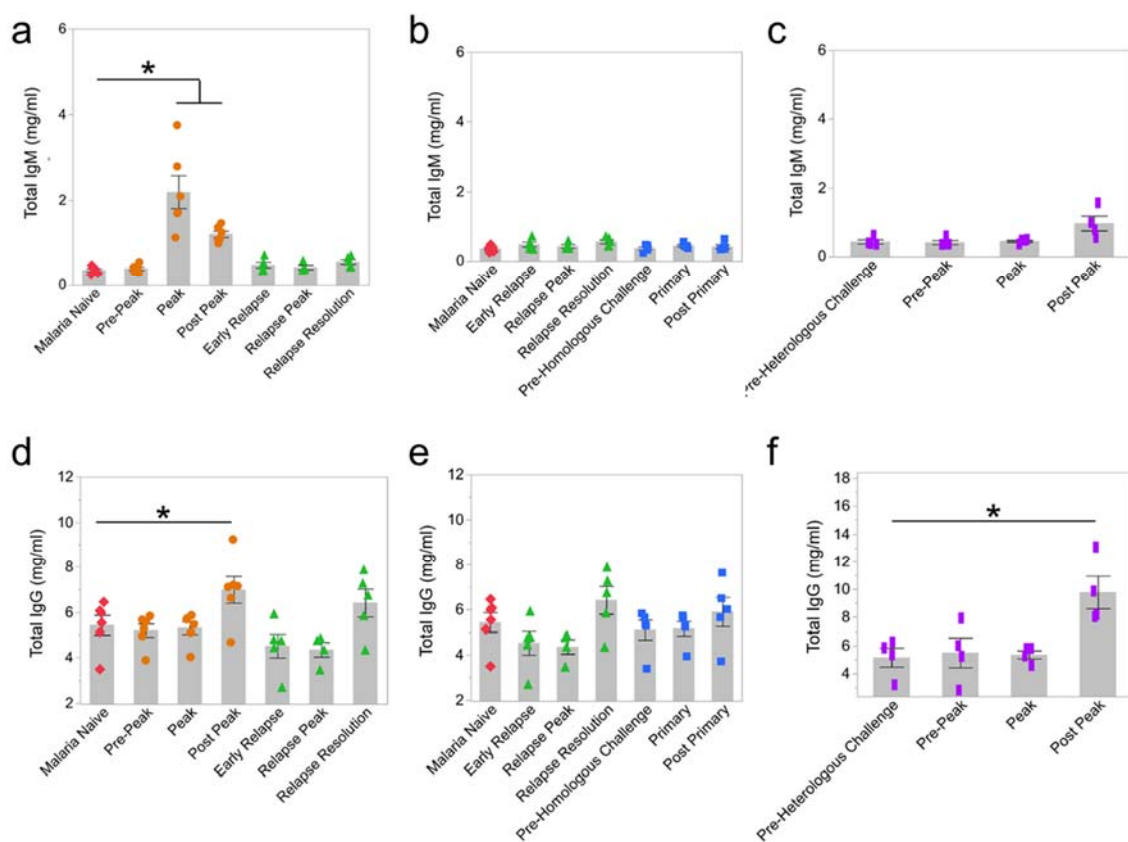 a
b
c
6
4
2
0
Total IgM (mg/ml)
*
Malaria Naive
Pre-Peak
Peak
Post Peak
Early Relapse
Relapse Peak
Relapse Resolution
6
4
2
0
Total IgM (mg/ml)
Malaria Naive
Early Relapse
Relapse Peak
Relapse Resolution
Pre-Homologous Challenge
Primary
Post Primary
6
4
2
0
Total IgM (mg/ml)
Pre-Heterologous Challenge
Pre-Peak
Peak
Post Peak
d
e
f
12
10
8
6
4
2
Total IgG (mg/ml)
*
Malaria Naive
Pre-Peak
Peak
Post Peak
Early Relapse
Relapse Peak
Relapse Resolution
12
10
8
6
4
2
Total IgG (mg/ml)
Malaria Naive
Early Relapse
Relapse Peak
Relapse Resolution
Pre-Homologous Challenge
Primary
Post Primary
18
16
14
12
10
8
6
4
Total IgG (mg/ml)
*
Pre-Heterologous Challenge
Pre-Peak
Peak
Post Peak